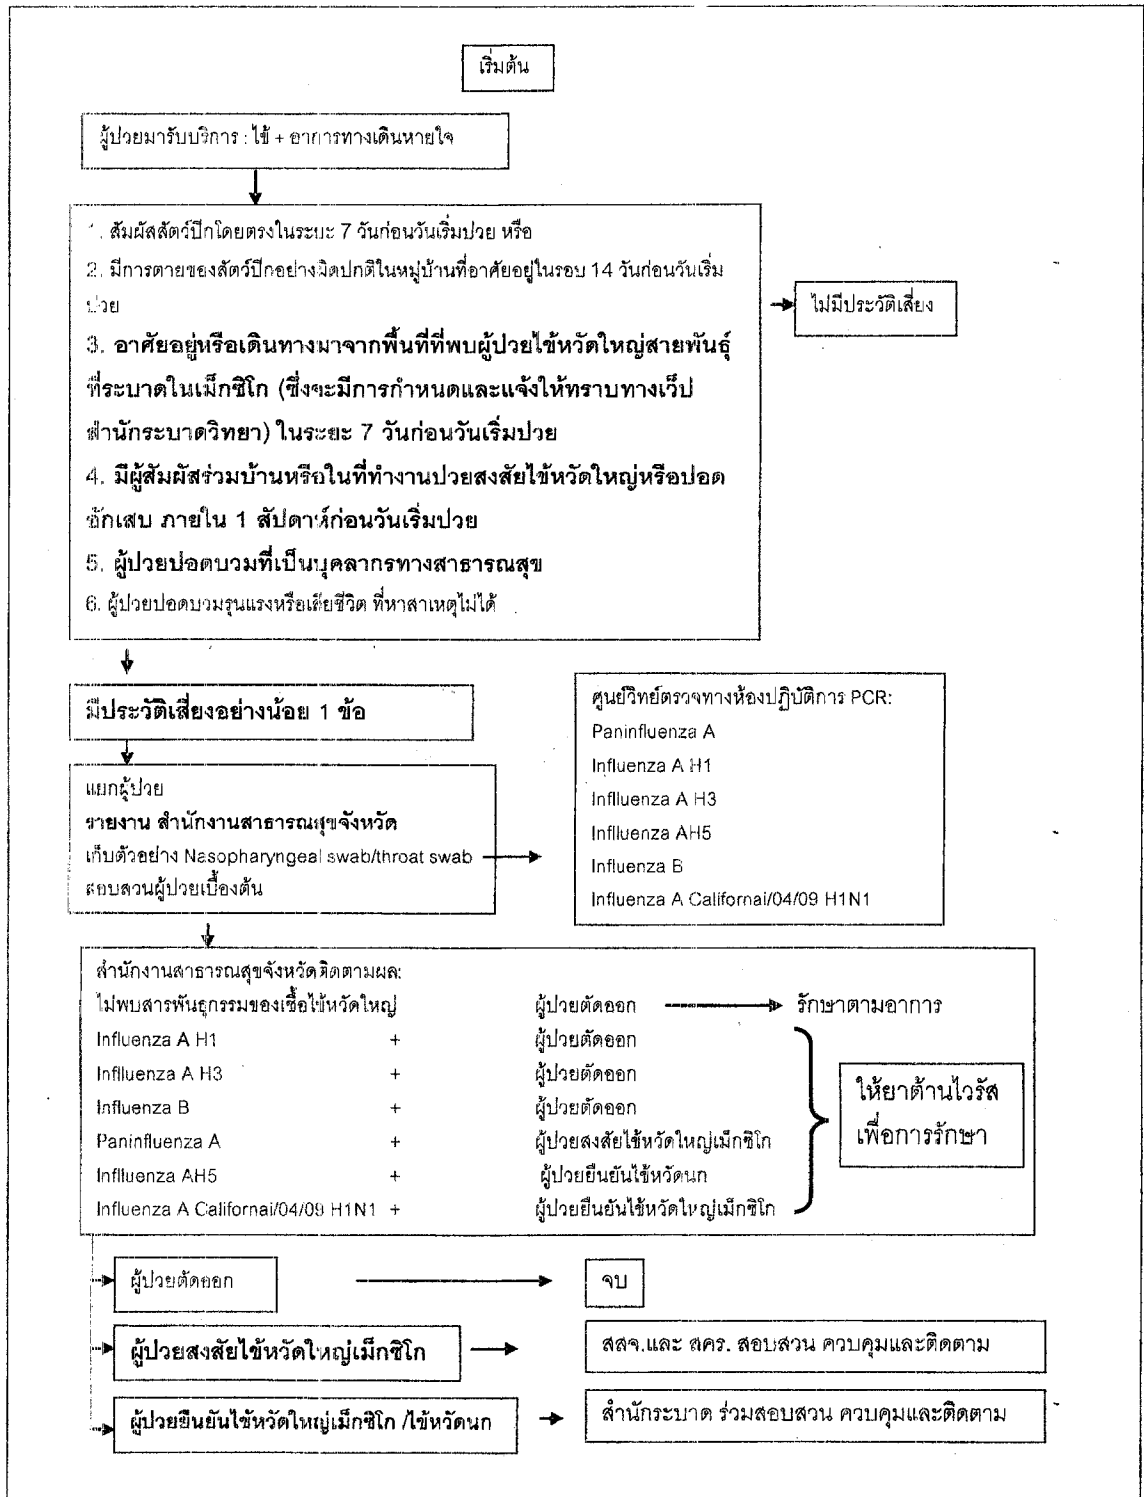 เริ่มต้น
ผู้ป่วยมารับบริการ : ไข้ + อาการทางเดินหายใจ
1. สัมผัสสัตว์ปีกโดยตรงในระยะ 7 วันก่อนวันเริ่มป่วย หรือ
2. มีการตายของสัตว์ปีกอย่างผิดปกติในหมู่บ้านที่อาศัยอยู่ในรอบ 14 วันก่อนวันเริ่ม
ป่วย
3. อาศัยอยู่หรือเดินทางมาจากพื้นที่ที่พบผู้ป่วยไข้หวัดใหญ่สายพันธุ์
ที่ระบาดในเม็กซิโก (ซึ่งจะมีการกำหนดและแจ้งให้ทราบทางเว็ป
สำนักระบาดวิทยา) ในระยะ 7 วันก่อนวันเริ่มป่วย
4. มีผู้สัมผัสร่วมบ้านหรือในที่ทำงานป่วยสงสัยไข้หวัดใหญ่หรือปอด
อักเสบ ภายใน 1 สัปดาห์ก่อนวันเริ่มป่วย
5. ผู้ป่วยปอดบวมที่เป็นบุคลากรทางสาธารณสุข
6. ผู้ป่วยปอดบวมรุนแรงหรือเสียชีวิต ที่หาสาเหตุไม่ได้
ไม่มีประวัติเสี่ยง
มีประวัติเสี่ยงอย่างน้อย 1 ข้อ
แยกผู้ป่วย
รายงาน สำนักงานสาธารณสุขจังหวัด
เก็บตัวอย่าง Nasopharyngeal swab/throat swab
สอบสวนผู้ป่วยเบื้องต้น
ศูนย์วิทย์ตรวจทางห้องปฏิบัติการ PCR:
Paninfluenza A
Influenza A H1
Inflluenza A H3
Inflluenza AH5
Influenza B
Influenza A Californai/04/09 H1N1
สำนักงานสาธารณสุขจังหวัดติดตามผล:
ไม่พบสารพันธุกรรมของเชื้อไข้หวัดใหญ่ ผู้ป่วยตัดออก รักษาตามอาการ
Influenza A H1 + ผู้ป่วยตัดออก
Inflluenza A H3 + ผู้ป่วยตัดออก
Influenza B + ผู้ป่วยตัดออก
Paninfluenza A + ผู้ป่วยสงสัยไข้หวัดใหญ่เม็กซิโก
Inflluenza AH5 + ผู้ป่วยยืนยันไข้หวัดนก
Influenza A Californai/04/09 H1N1 + ผู้ป่วยยืนยันไข้หวัดใหญ่เม็กซิโก
ให้ยาต้านไวรัส
เพื่อการรักษา
ผู้ป่วยตัดออก จบ
ผู้ป่วยสงสัยไข้หวัดใหญ่เม็กซิโก สสจ.และ สคร. สอบสวน ควบคุมและติดตาม
ผู้ป่วยยืนยันไข้หวัดใหญ่เม็กซิโก /ไข้หวัดนก สำนักระบาด ร่วมสอบสวน ควบคุมและติดตาม